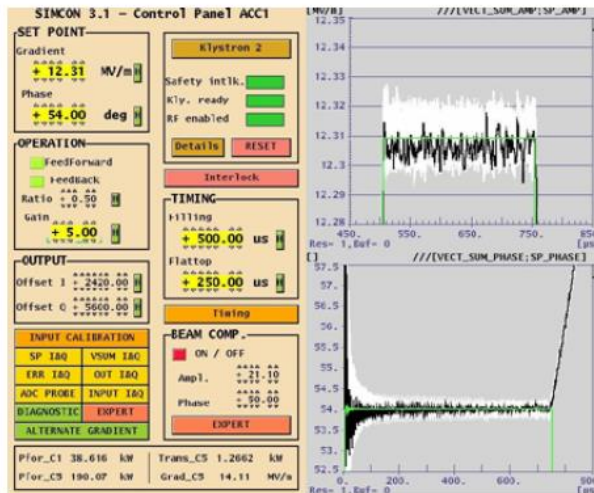 SIMCON 3.1 – Control Panel ACC1
SET POINT
Gradient
+ 12.31 MV/m
Phase
+ 54.00 deg
Klystron 2
Safety intlk.
Kly. ready
RF enabled
Details RESET
Interlock
OPERATION
FeedForward
FeedBack
Ratio + 0.50
Gain
+ 5.00
TIMING
Filling
+ 500.00 us
Flattop
+ 250.00 us
Timing
OUTPUT
Offset I + 2420.00
Offset Q + 5600.00
INPUT CALIBRATION
SP I&Q VSUM I&Q
ERR I&Q OUT I&Q
ADC PROBE INPUT I&Q
DIAGNOSTIC EXPERT
ALTERNATE GRADIENT
BEAM COMP.
ON / OFF
Ampl. + 21.10
Phase + 50.00
EXPERT
Pfor_C1 38.616 kW Trans_C5 1.2662 kW
Pfor_C5 190.07 kW Grad_C5 14.11 MV/m
///[VECT_SUM_AMP;SP_AMP]
12.35
12.34
12.33
12.32
12.31
12.3
12.29
12.28
450. 550. 650. 750. 850
Res- 1,Buf- 0 [µs]
[] ///[VECT_SUM_PHASE;SP_PHASE]
57.5
56.5
56.
55.5
55.
54.5
54.
53.5
53.
52.5
0. 200. 400. 600.
Res- 1,Buf- 0